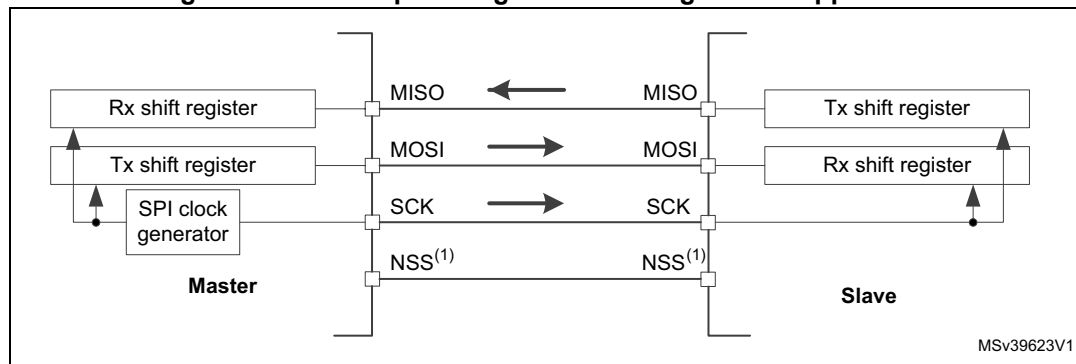 MISO MISO
Rx shift register Tx shift register
MOSI MOSI
Tx shift register Rx shift register
SCK SCK
SPI clock
generator
NSS(1) NSS(1)
Master Slave
MSv39623V1